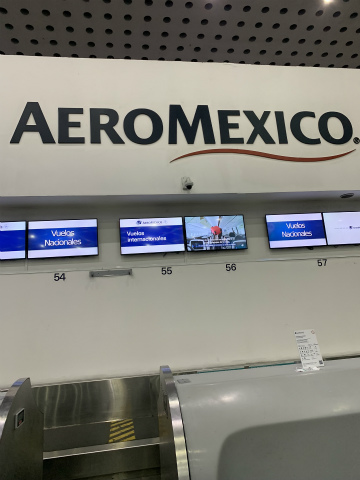 AEROMEXICO.
Vuelos
Nacionales
Vuelos
internacionales
Vuelos
Nacionales
54
55
56
57